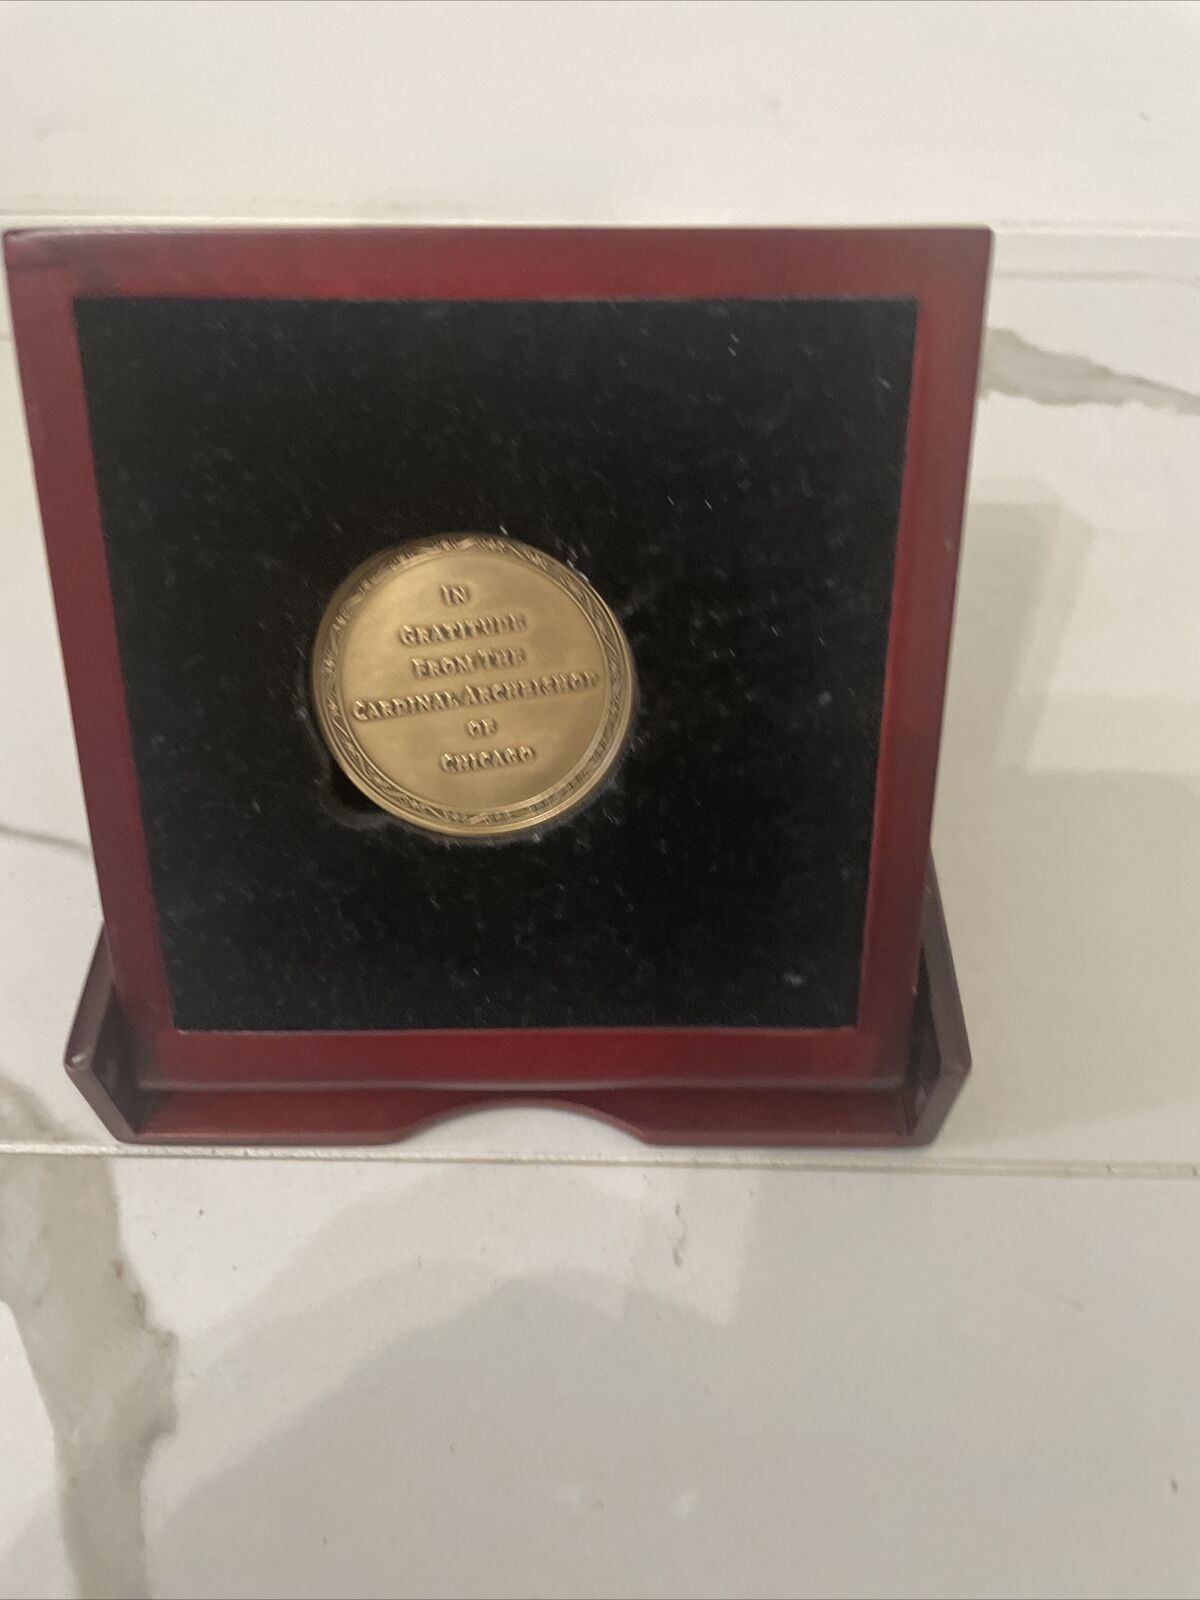 IN
GRATITUDE
FROM THE
CARDINAL ARCHBISHOP
OF
CHICAGO